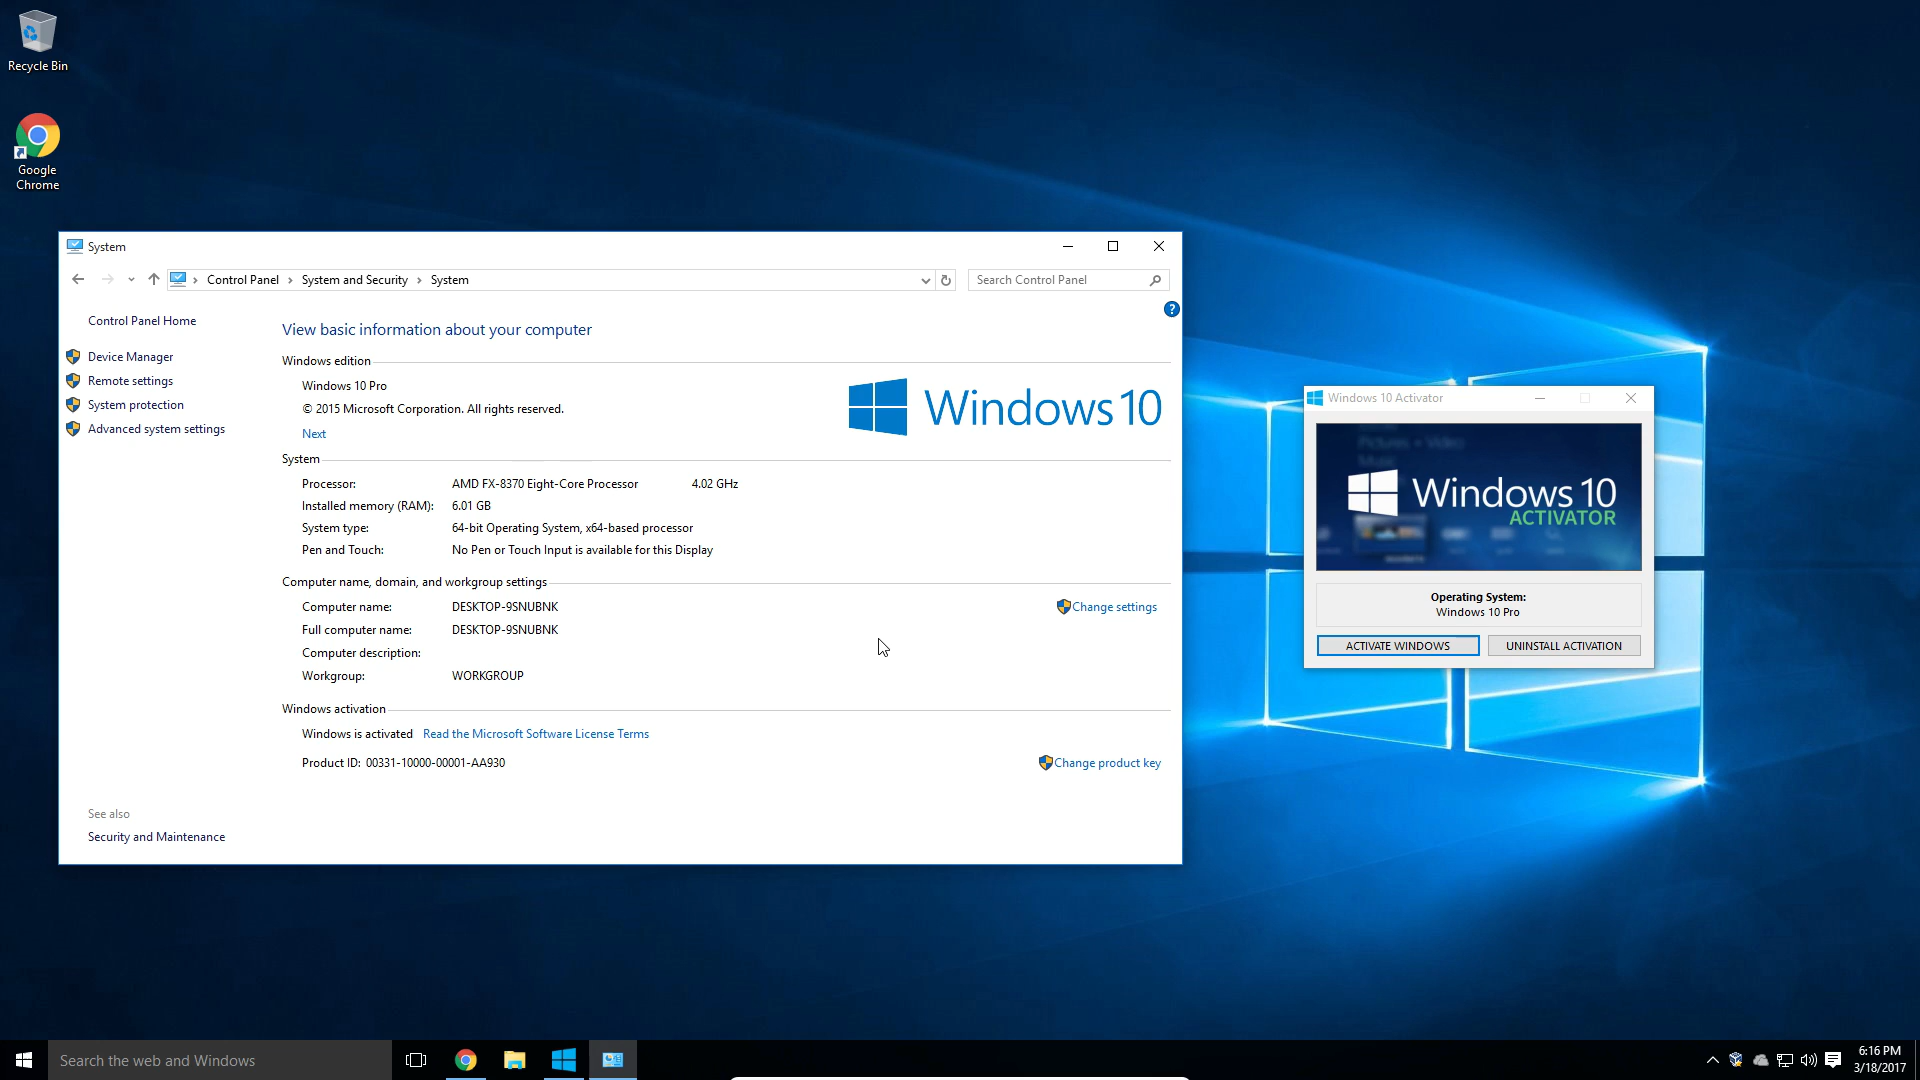 Recycle Bin
Google
Chrome
System
Control Panel
System and Security
System
Search Control Panel
?
Control Panel Home
Device Manager
Remote settings
System protection
Advanced system settings
See also
Security and Maintenance
View basic information about your computer
Windows edition
Windows 10 Pro
© 2015 Microsoft Corporation. All rights reserved.
Next
Windows 10
System
Processor: AMD FX-8370 Eight-Core Processor 4.02 GHz
Installed memory (RAM): 6.01 GB
System type: 64-bit Operating System, x64-based processor
Pen and Touch: No Pen or Touch Input is available for this Display
Computer name, domain, and workgroup settings
Computer name: DESKTOP-9SNUBNK
Change settings
Full computer name: DESKTOP-9SNUBNK
Computer description:
Workgroup: WORKGROUP
Windows activation
Windows is activated Read the Microsoft Software License Terms
Product ID: 00331-10000-00001-AA930
Change product key
Windows 10 Activator
Pictures + Video
Windows 10
ACTIVATOR
Operating System:
Windows 10 Pro
ACTIVATE WINDOWS
UNINSTALL ACTIVATION
Search the web and Windows
6:16 PM
3/18/2017